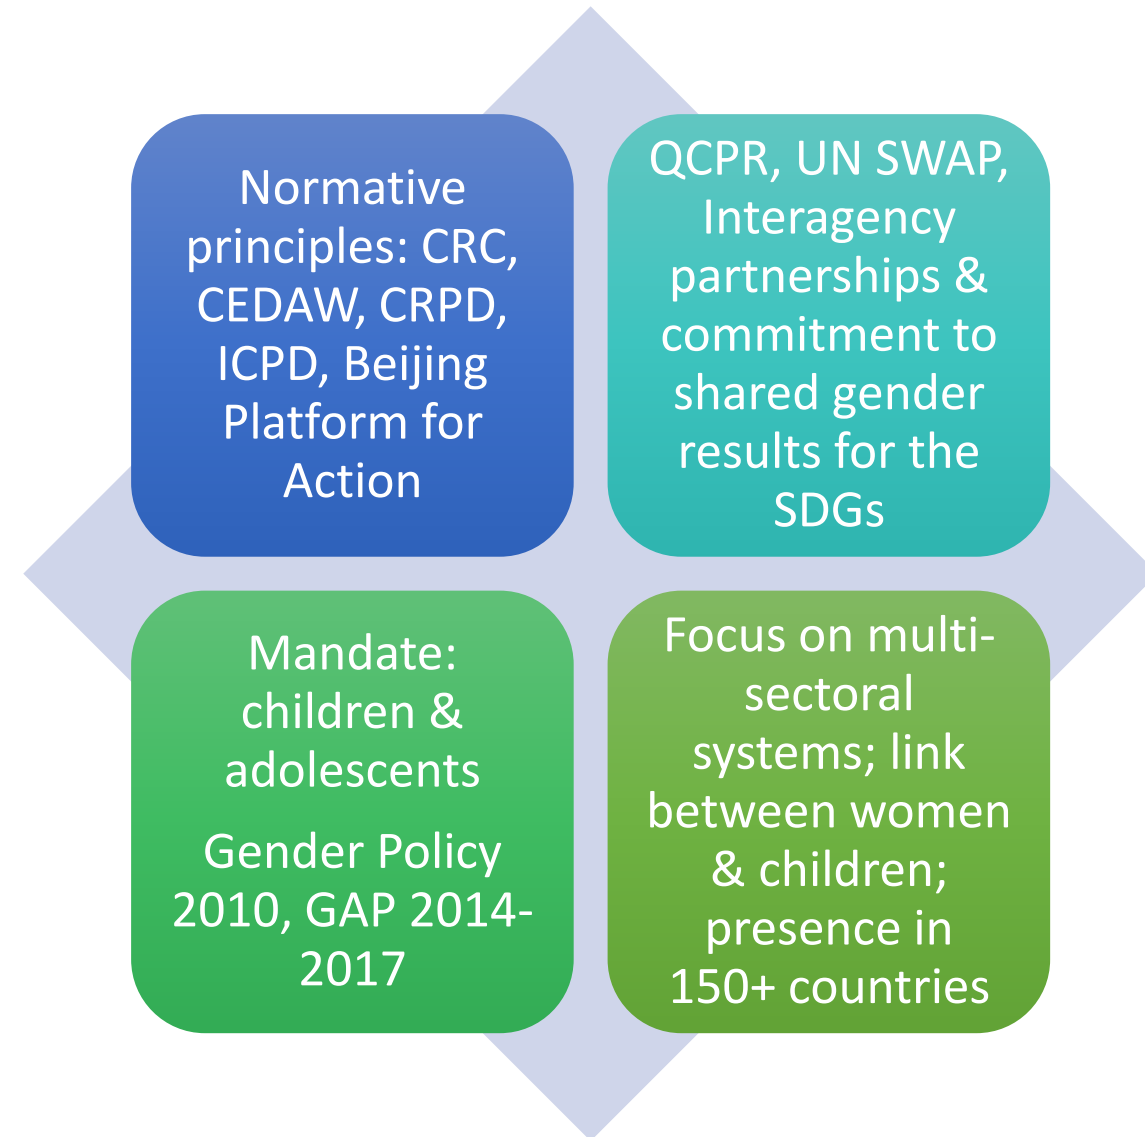 Normative
principles: CRC,
CEDAW, CRPD,
ICPD, Beijing
Platform for
Action
QCPR, UN SWAP,
Interagency
partnerships &
commitment to
shared gender
results for the
SDGs
Mandate:
children &
adolescents
Gender Policy
2010, GAP 2014-
2017
Focus on multi-
sectoral
systems; link
between women
& children;
presence in
150+ countries